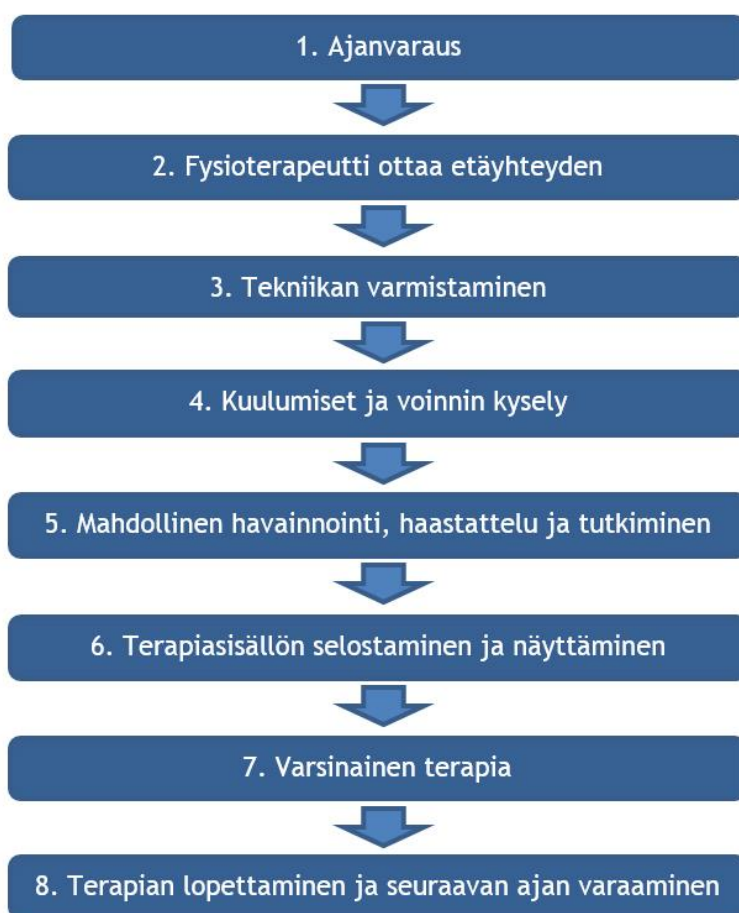 1. Ajanvaraus
2. Fysioterapeutti ottaa etäyhteyden
3. Tekniikan varmistaminen
4. Kuulumiset ja voinnin kysely
5. Mahdollinen havainnointi, haastattelu ja tutkiminen
6. Terapiasisällön selostaminen ja näyttäminen
7. Varsinainen terapia
8. Terapian lopettaminen ja seuraavan ajan varaaminen